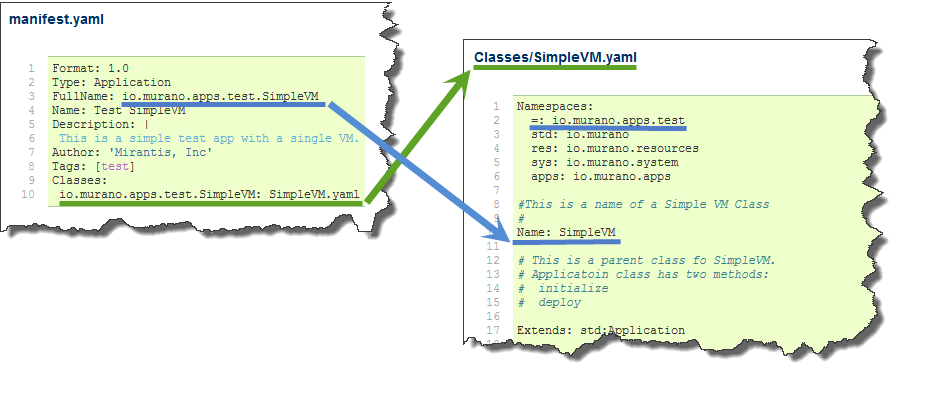 manifest.yaml
1 Format: 1.0
2 Type: Application
3 FullName: io.murano.apps.test.SimpleVM
4 Name: Test SimpleVM
5 Description: |
6 This is a simple test app with a single VM.
7 Author: 'Mirantis, Inc'
8 Tags: [test]
9 Classes:
10 io.murano.apps.test.SimpleVM: SimpleVM.yaml
Classes/SimpleVM.yaml
1 Namespaces:
2 =: io.murano.apps.test
3 std: io.murano
4 res: io.murano.resources
5 sys: io.murano.system
6 apps: io.murano.apps
7
8 #This is a name of a Simple VM Class
9 #
Name: SimpleVM
11
12 # This is a parent class fo SimpleVM.
13 # Applicatoin class has two methods:
14 # initialize
15 # deploy
16
17 Extends: std:Application